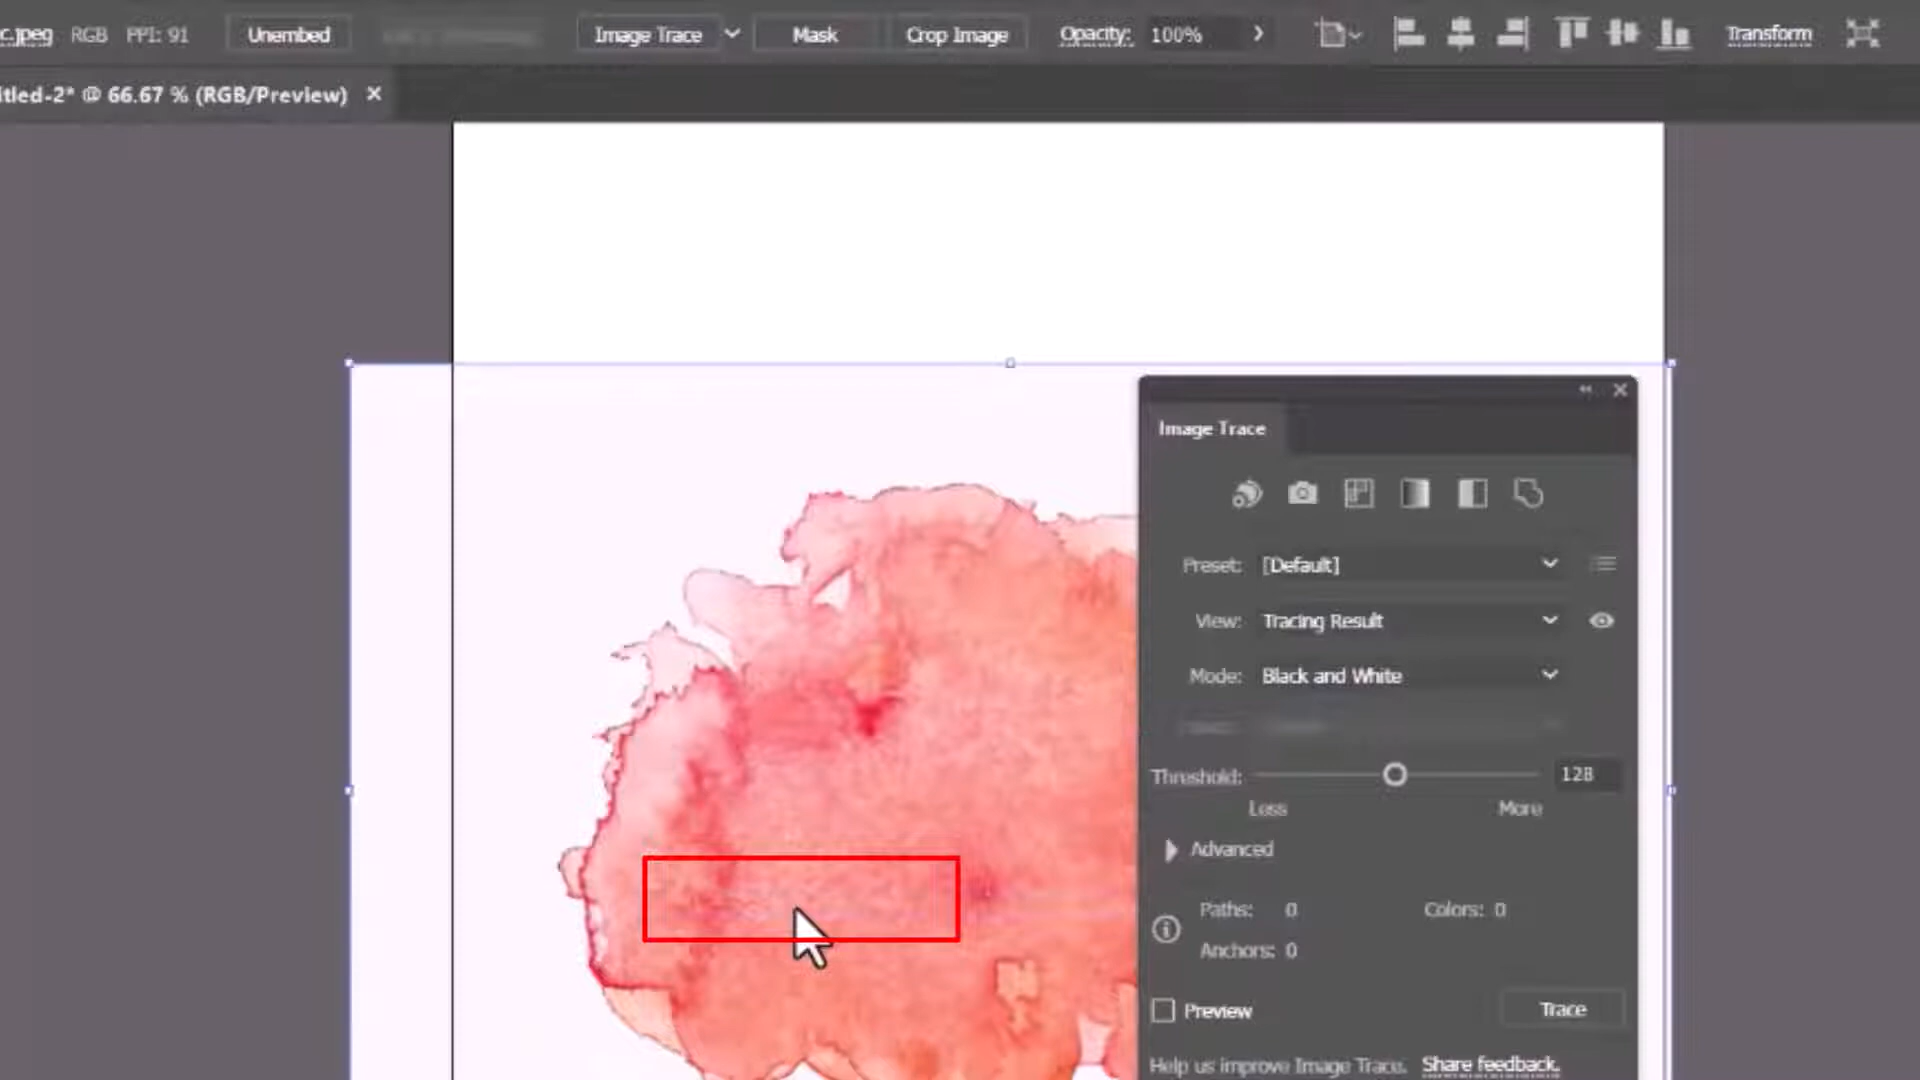 c.jpeg RGB PPI: 91 Unembed Image Trace Mask Crop Image Opacity: 100% Transform
itled-2* @ 66.67 % (RGB/Preview) ×
Image Trace
Preset: [Default]
View: Tracing Result
Mode: Black and White
Threshold: 128
Less More
Advanced
Paths: 0 Colors: 0
Anchors: 0
Preview Trace
Help us improve Image Trace. Share feedback.